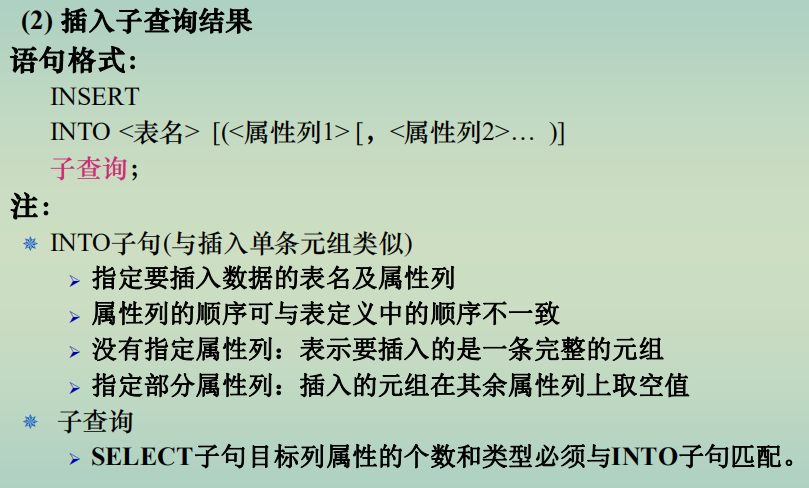 (2) 插入子查询结果
语句格式：
INSERT
INTO <表名> [(<属性列1> [，<属性列2>… )]
子查询；
注：
INTO子句(与插入单条元组类似)
指定要插入数据的表名及属性列
属性列的顺序可与表定义中的顺序不一致
没有指定属性列：表示要插入的是一条完整的元组
指定部分属性列：插入的元组在其余属性列上取空值
子查询
SELECT子句目标列属性的个数和类型必须与INTO子句匹配。